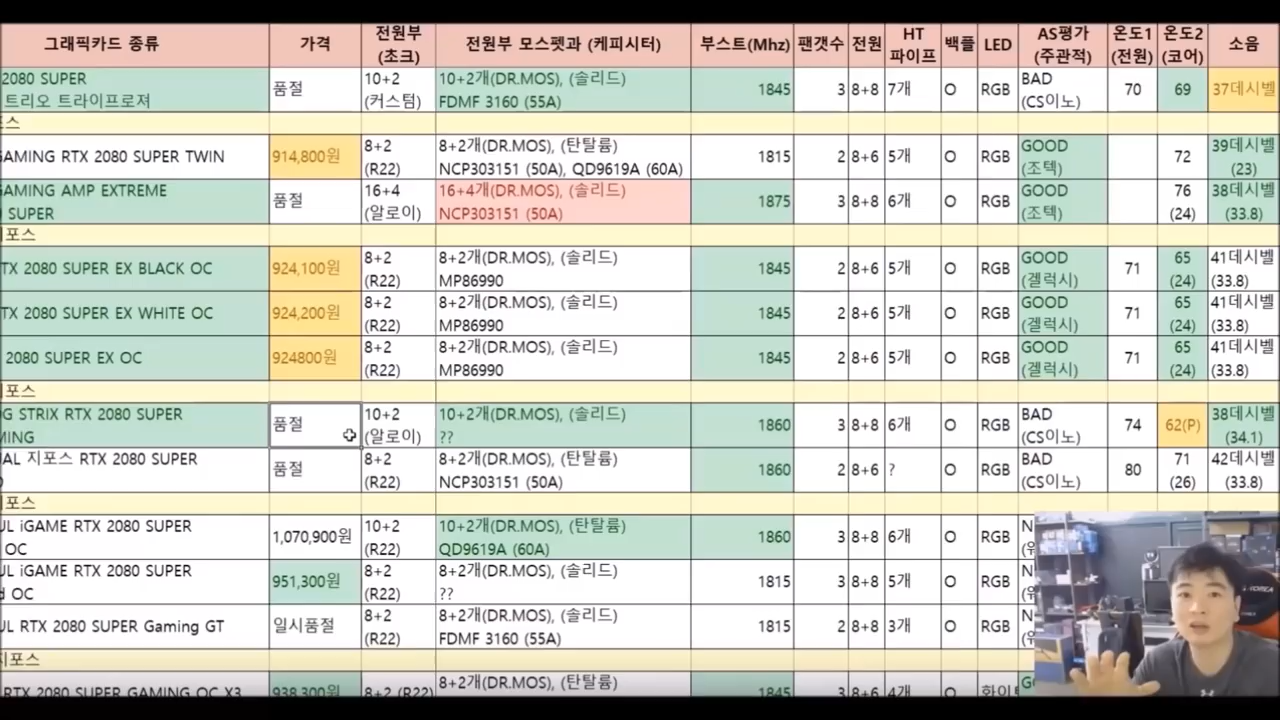 그래픽카드 종류 가격 전원부 (초크) 전원부 모스펫과 (케피시터) 부스트(Mhz) 팬갯수 전원 HT 파이프 백플 LED AS평가 (주관적) 온도1 (전원) 온도2 (코어) 소음
2080 SUPER 트리오 트라이프로져 품절 10+2 (커스텀) 10+2개(DR.MOS), (솔리드) FDMF 3160 (55A) 1845 3 8+8 7개 O RGB BAD (CS이노) 70 69 37데시벨
포스
GAMING RTX 2080 SUPER TWIN 914,800원 8+2 (R22) 8+2개(DR.MOS), (탄탈륨) NCP303151 (50A), QD9619A (60A) 1815 2 8+6 5개 O RGB GOOD (조텍) 72 39데시벨 (23)
GAMING AMP EXTREME SUPER 품절 16+4 (알로이) 16+4개(DR.MOS), (솔리드) NCP303151 (50A) 1875 3 8+8 6개 O RGB GOOD (조텍) 76 (24) 38데시벨 (33.8)
지포스
TX 2080 SUPER EX BLACK OC 924,100원 8+2 (R22) 8+2개(DR.MOS), (솔리드) MP86990 1845 2 8+6 5개 O RGB GOOD (겔럭시) 71 65 (24) 41데시벨 (33.8)
TX 2080 SUPER EX WHITE OC 924,200원 8+2 (R22) 8+2개(DR.MOS), (솔리드) MP86990 1845 2 8+6 5개 O RGB GOOD (겔럭시) 71 65 (24) 41데시벨 (33.8)
2080 SUPER EX OC 924800원 8+2 (R22) 8+2개(DR.MOS), (솔리드) MP86990 1845 2 8+6 5개 O RGB GOOD (겔럭시) 71 65 (24) 41데시벨 (33.8)
지포스
OG STRIX RTX 2080 SUPER MING 품절 10+2 (알로이) 10+2개(DR.MOS), (솔리드) ?? 1860 3 8+8 6개 O RGB BAD (CS이노) 74 62(P) 38데시벨 (34.1)
UAL 지포스 RTX 2080 SUPER 품절 8+2 (R22) 8+2개(DR.MOS), (탄탈륨) NCP303151 (50A) 1860 2 8+6 ? O RGB BAD (CS이노) 80 71 (26) 42데시벨 (33.8)
지포스
UL iGAME RTX 2080 SUPER OC 1,070,900원 10+2 (R22) 10+2개(DR.MOS), (탄탈륨) QD9619A (60A) 1860 3 8+8 6개 O RGB N
UL iGAME RTX 2080 SUPER d OC 951,300원 8+2 (R22) 8+2개(DR.MOS), (솔리드) ?? 1815 3 8+8 5개 O RGB N
UL RTX 2080 SUPER Gaming GT 일시품절 8+2 (R22) 8+2개(DR.MOS), (솔리드) FDMF 3160 (55A) 1815 2 8+8 3개 O RGB N
지포스
RTX 2080 SUPER GAMING OC X3 938,300원 8+2 (R22) 8+2개(DR.MOS), (탄탈륨) 1845 3 8+6 4개 O 화이트